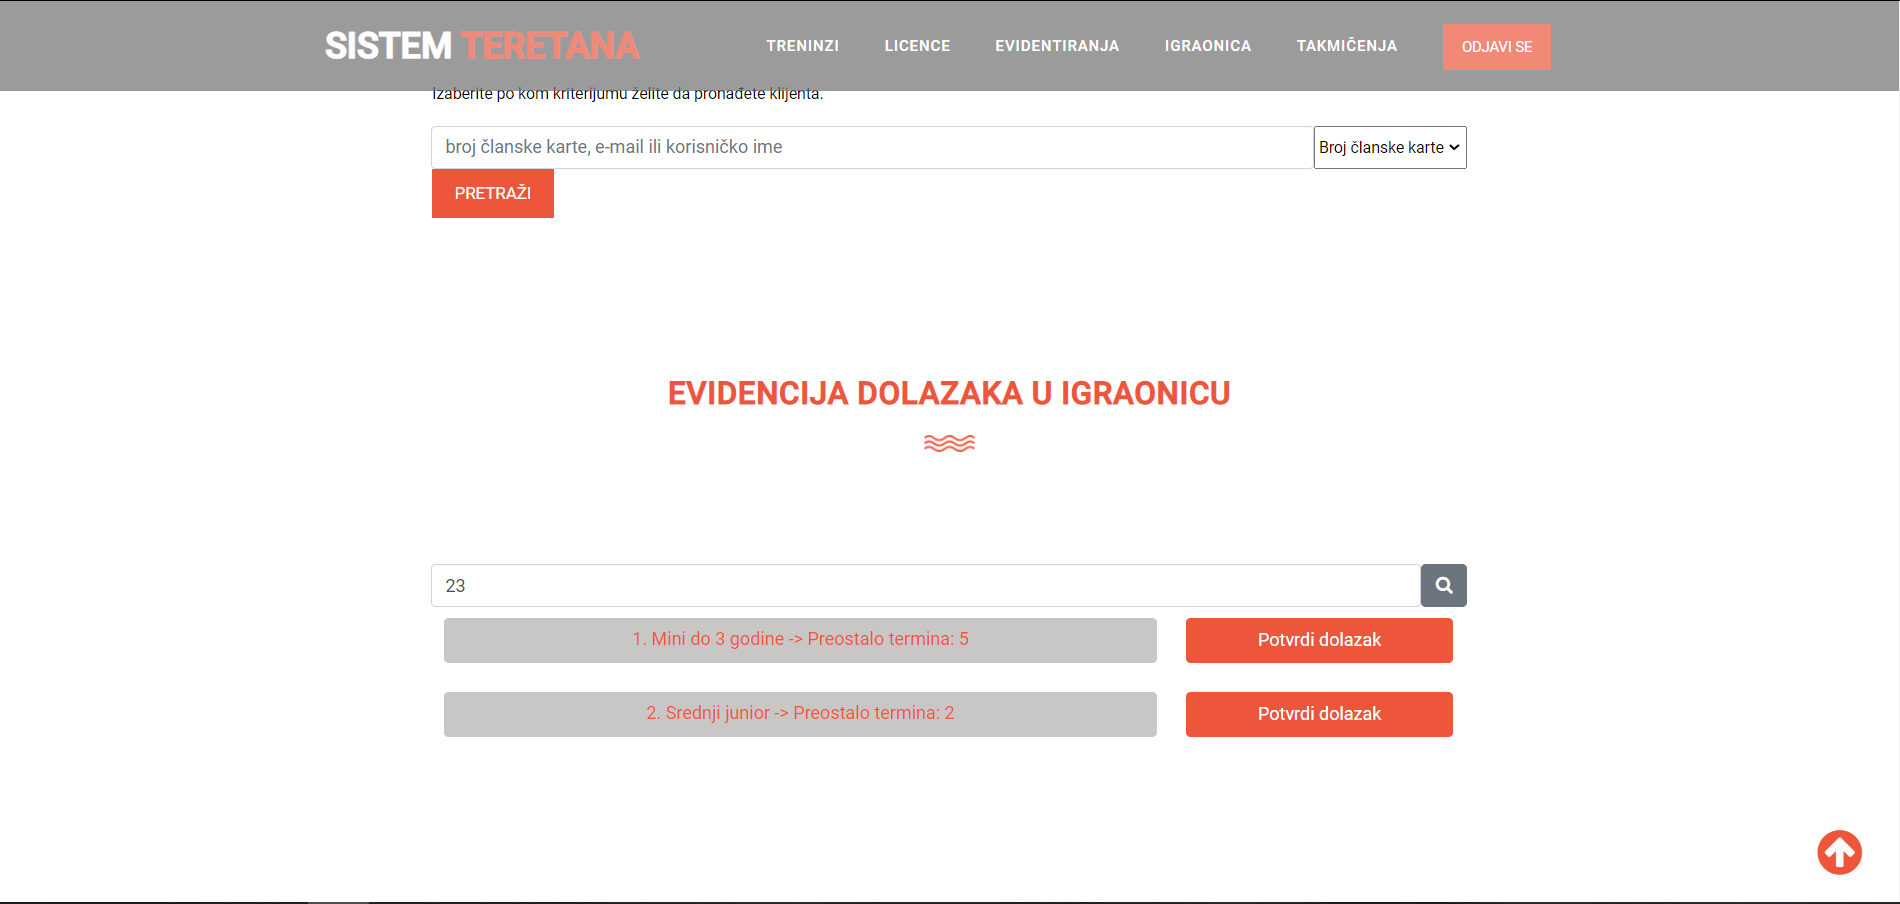 SISTEM TERETANA
TRENINZI LICENCE EVIDENTIRANJA IGRAONICA TAKMIČENJA ODJAVI SE
Izaberite po kom kriterijumu želite da pronađete klijenta.
broj članske karte, e-mail ili korisničko ime Broj članske karte
PRETRAŽI
EVIDENCIJA DOLAZAKA U IGRAONICU
23
1. Mini do 3 godine -> Preostalo termina: 5 Potvrdi dolazak
2. Srednji junior -> Preostalo termina: 2 Potvrdi dolazak